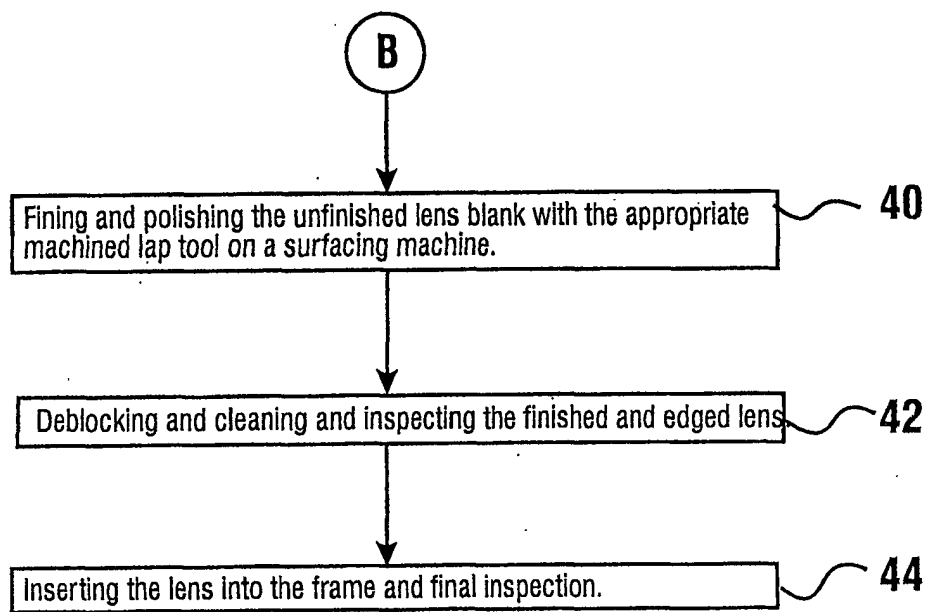 B
Fining and polishing the unfinished lens blank with the appropriate
machined lap tool on a surfacing machine.
40
Deblocking and cleaning and inspecting the finished and edged lens.
42
Inserting the lens into the frame and final inspection.
44